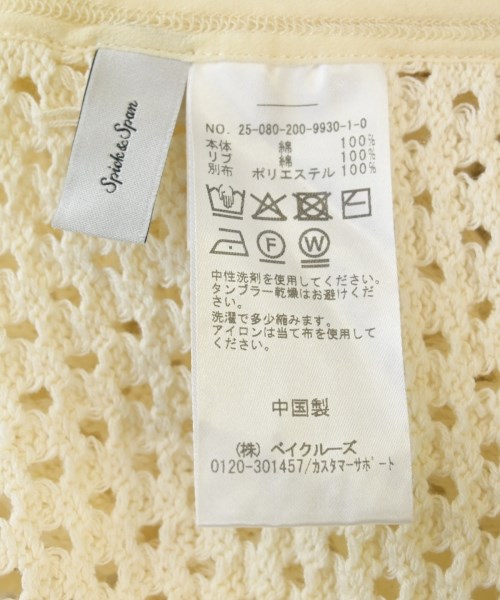 Spick&Span
NO. 25-080-200-9930-1-0
本体 綿 100%
リブ 綿 100%
別布 ポリエステル 100%
F
W
中性洗剤を使用してください。
タンブラー乾燥はお避けくだ
さい。
洗濯で多少縮みます。
アイロンは当て布を使用して
ください。
中国製
(株) ベイクルーズ
0120-301457/カスタマーサポート